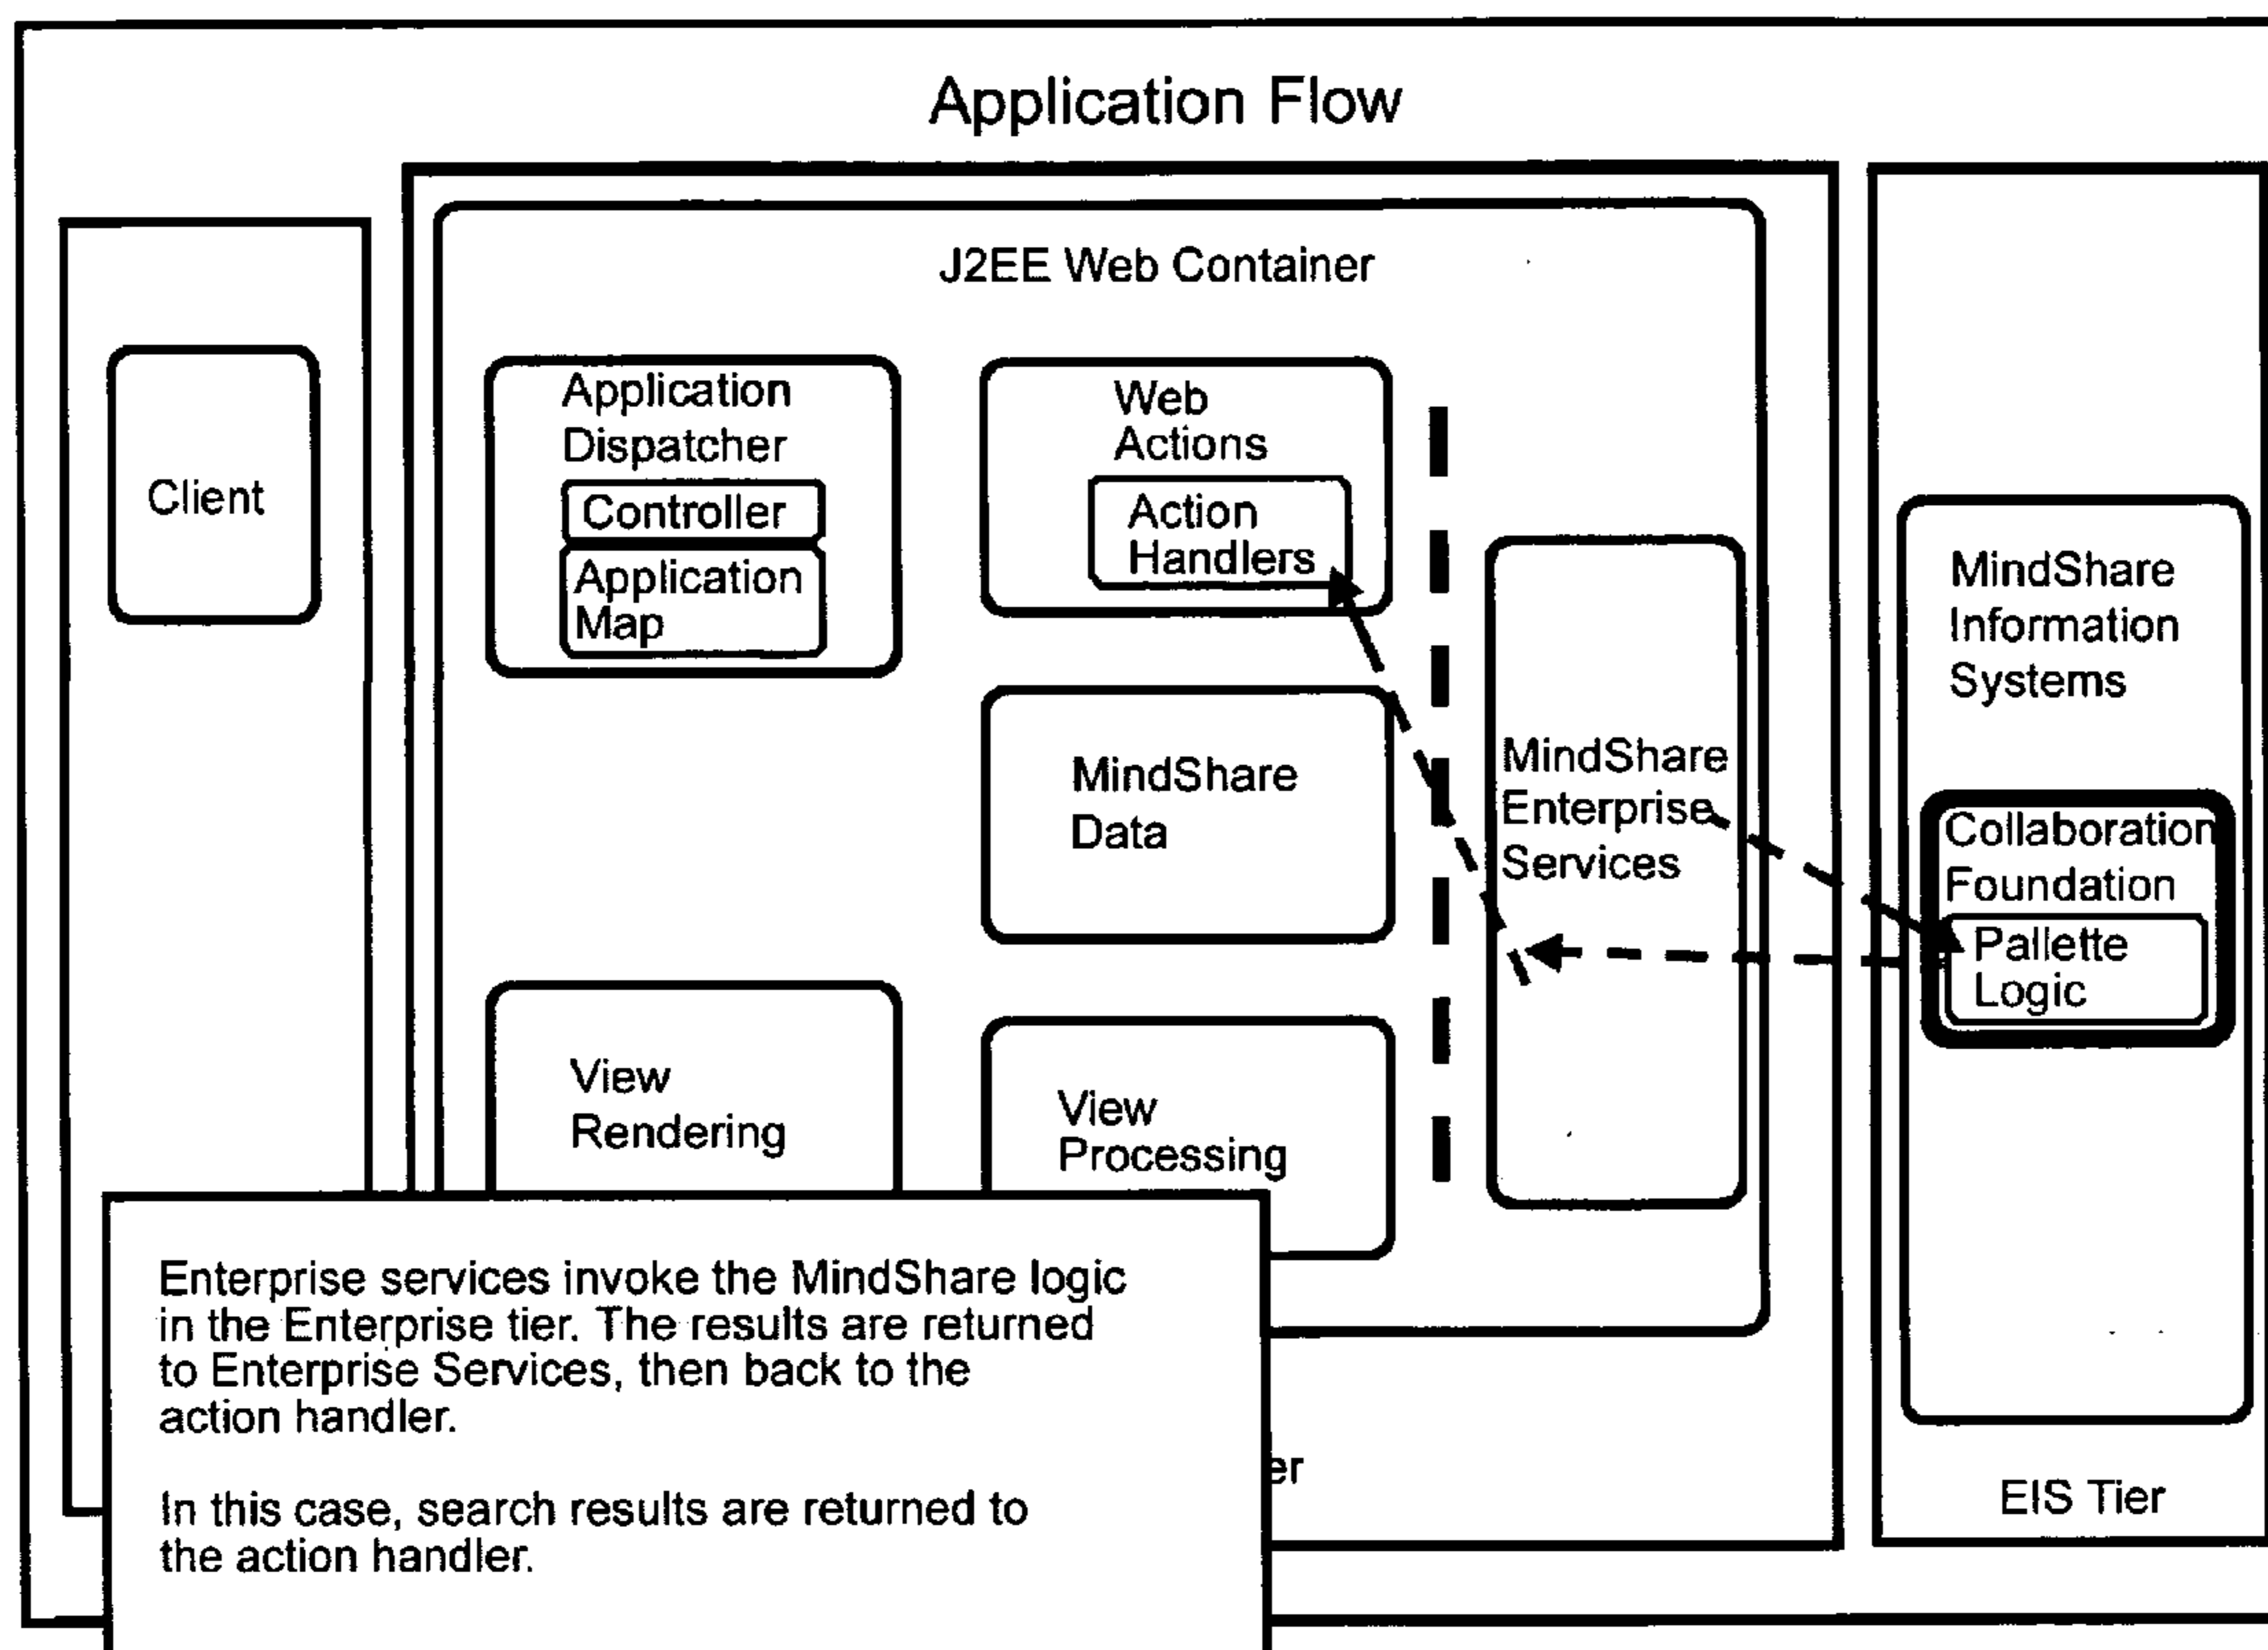 Application Flow
J2EE Web Container
Client
Application
Dispatcher
Controller
Application
Map
Web
Actions
Action
Handlers
MindShare
Data
MindShare
Enterprise
Services
MindShare
Information
Systems
Collaboration
Foundation
Pallette
Logic
View
Rendering
View
Processing
Enterprise services invoke the MindShare logic
in the Enterprise tier. The results are returned
to Enterprise Services, then back to the
action handler.
In this case, search results are returned to
the action handler.
EIS Tier